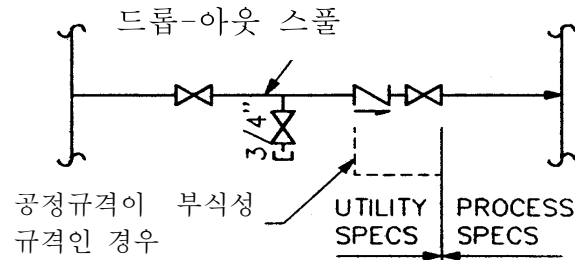 드롭-아웃 스풀
3/4"
공정규격이 부식성
규격인 경우
UTILITY SPECS
PROCESS SPECS